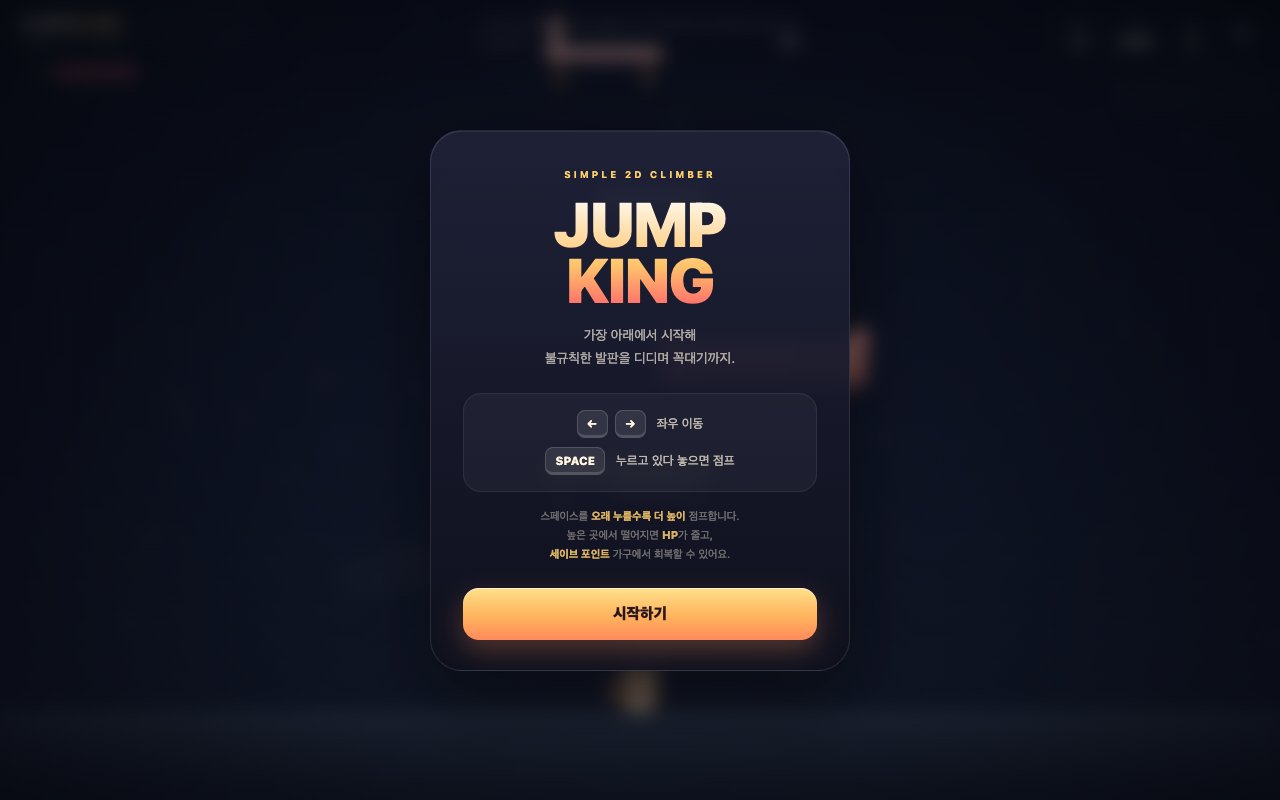 SIMPLE 2D CLIMBER
JUMP
KING
가장 아래에서 시작해
불규칙한 발판을 디디며 꼭대기까지.
← → 좌우 이동
SPACE 누르고 있다 놓으면 점프
스페이스를 오래 누를수록 더 높이 점프합니다.
높은 곳에서 떨어지면 HP가 줄고,
세이브 포인트 가구에서 회복할 수 있어요.
시작하기